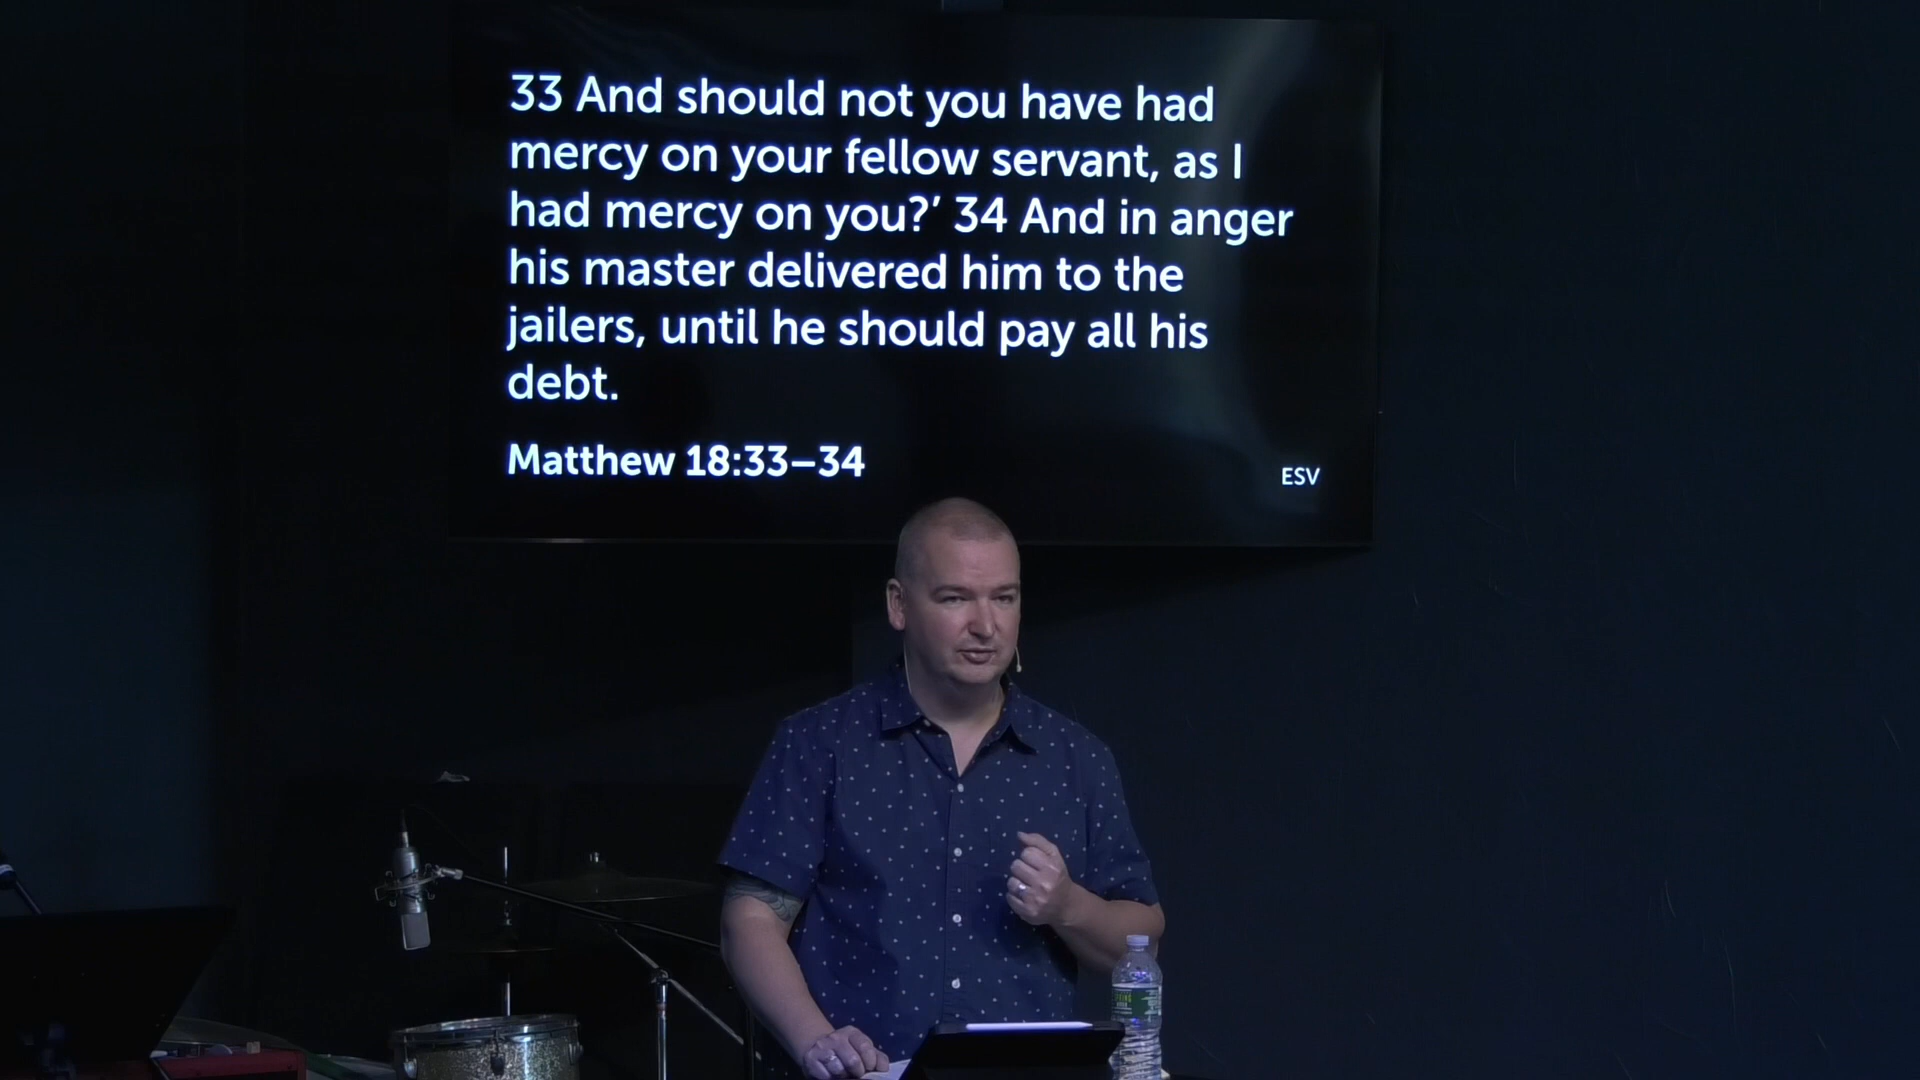 33 And should not you have had
mercy on your fellow servant, as I
had mercy on you?’ 34 And in anger
his master delivered him to the
jailers, until he should pay all his
debt.
Matthew 18:33–34
ESV